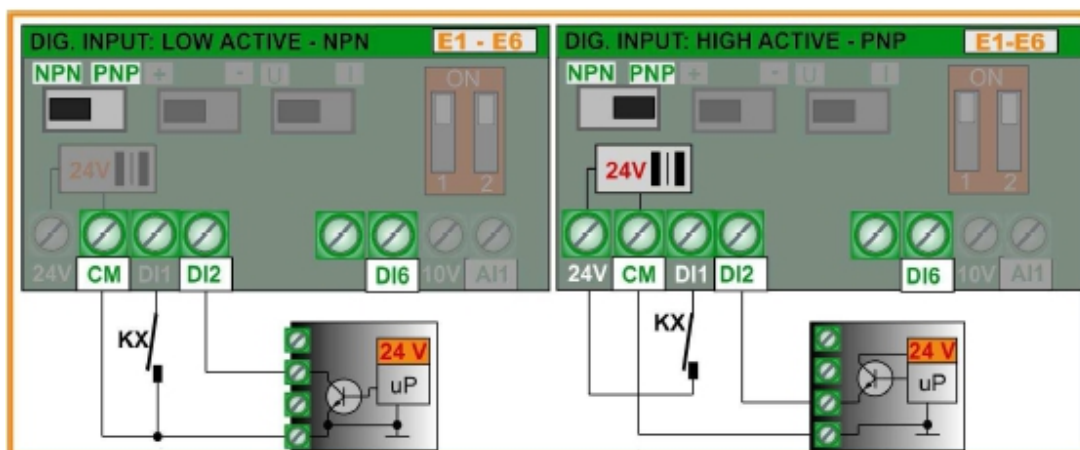 DIG. INPUT: LOW ACTIVE - NPN E1 - E6
NPN PNP + - U I ON
24V
1 2
24V CM DI1 DI2 DI6 10V AI1
KX
24 V
uP
DIG. INPUT: HIGH ACTIVE - PNP E1-E6
NPN PNP + - U I ON
24V
1 2
24V CM DI1 DI2 DI6 10V AI1
KX
24 V
uP